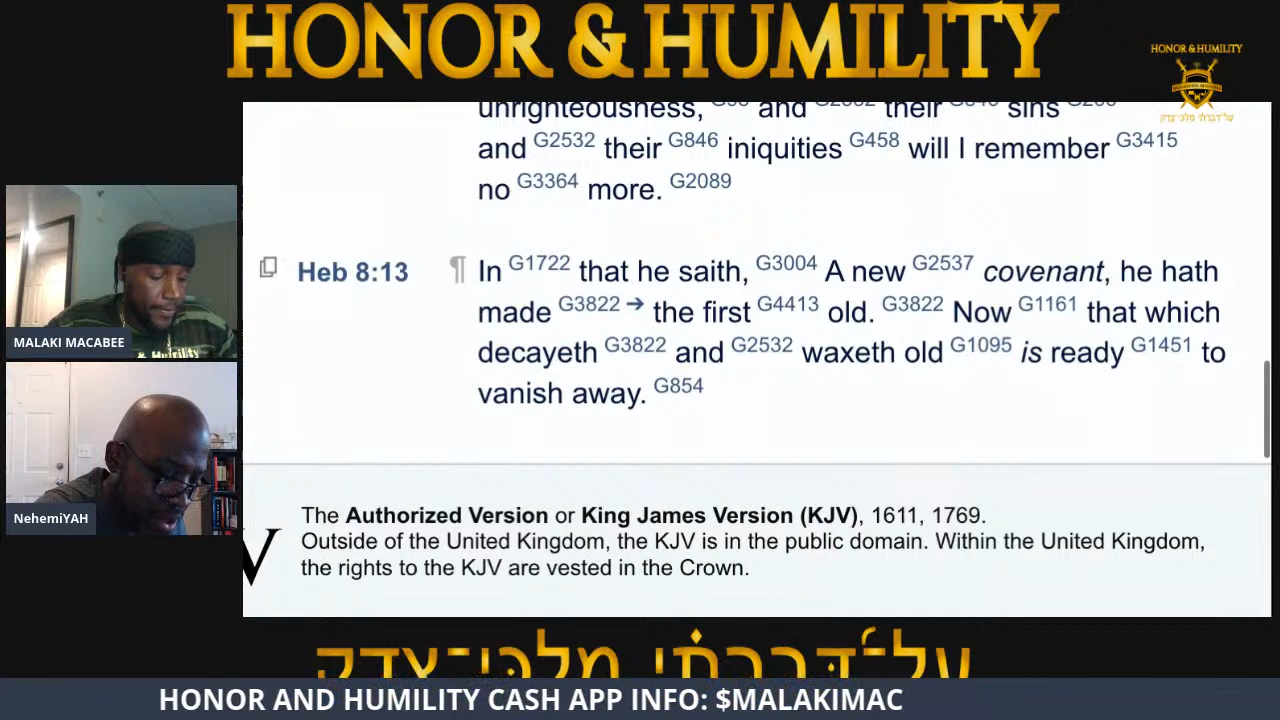 HONOR & HUMILITY
HONOR & HUMILITY
unrighteousness, and their sins
and G2532 their G846 iniquities G458 will I remember G3415
no G3364 more. G2089
Heb 8:13 ¶ In G1722 that he saith, G3004 A new G2537 covenant, he hath
made G3822 → the first G4413 old. G3822 Now G1161 that which
decayeth G3822 and G2532 waxeth old G1095 is ready G1451 to
vanish away. G854
MALAKI MACABEE
NehemiYAH
The Authorized Version or King James Version (KJV), 1611, 1769.
Outside of the United Kingdom, the KJV is in the public domain. Within the United Kingdom,
the rights to the KJV are vested in the Crown.
על־דברתי מלכי־צדק
HONOR AND HUMILITY CASH APP INFO: $MALAKIMAC